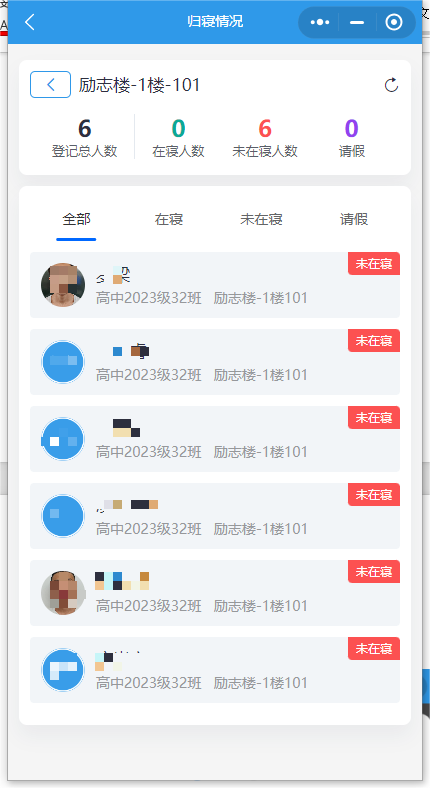 归寝情况
励志楼-1楼-101
6 0 6 0
登记总人数 在寝人数 未在寝人数 请假
全部 在寝 未在寝 请假
未在寝
高中2023级32班 励志楼-1楼101
未在寝
高中2023级32班 励志楼-1楼101
未在寝
高中2023级32班 励志楼-1楼101
未在寝
高中2023级32班 励志楼-1楼101
未在寝
高中2023级32班 励志楼-1楼101
未在寝
高中2023级32班 励志楼-1楼101